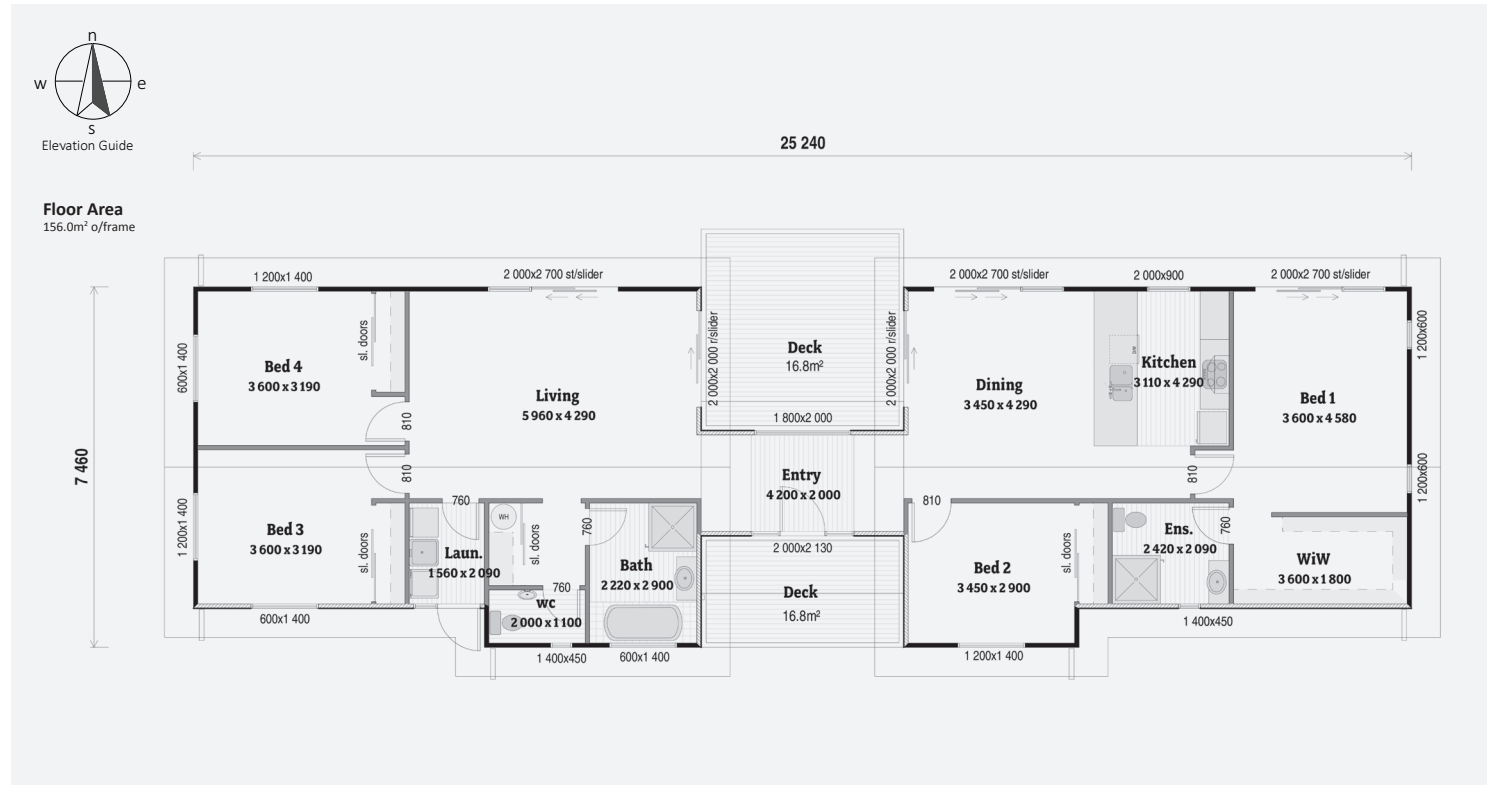 n
w
e
s
Elevation Guide
25 240
Floor Area
156.0m² o/frame
1 200x1 400
2 000x2 700 st/slider
2 000x2 700 st/slider
2 000x900
2 000x2 700 st/slider
7 460
600x1 400
Bed 4
3 600 x 3 190
sl. doors
810
Living
5 960 x 4 290
2 000x2 000 r/slider
Deck
16.8m²
1 800x2 000
2 000x2 000 r/slider
Dining
3 450 x 4 290
DW
Kitchen
3 110 x 4 290
Bed 1
3 600 x 4 580
1 200x600
1 200x600
810
1 200x1 400
Bed 3
3 600 x 3 190
sl. doors
810
760
Laun.
1 560 x 2 090
WH
sl. doors
760
760
wc
2 000 x 1 100
Bath
2 220 x 2 900
Entry
4 200 x 2 000
2 000x2 130
Deck
16.8m²
810
Bed 2
3 450 x 2 900
sl. doors
Ens.
2 420 x 2 090
760
WiW
3 600 x 1 800
600x1 400
1 400x450
600x1 400
1 200x1 400
1 400x450